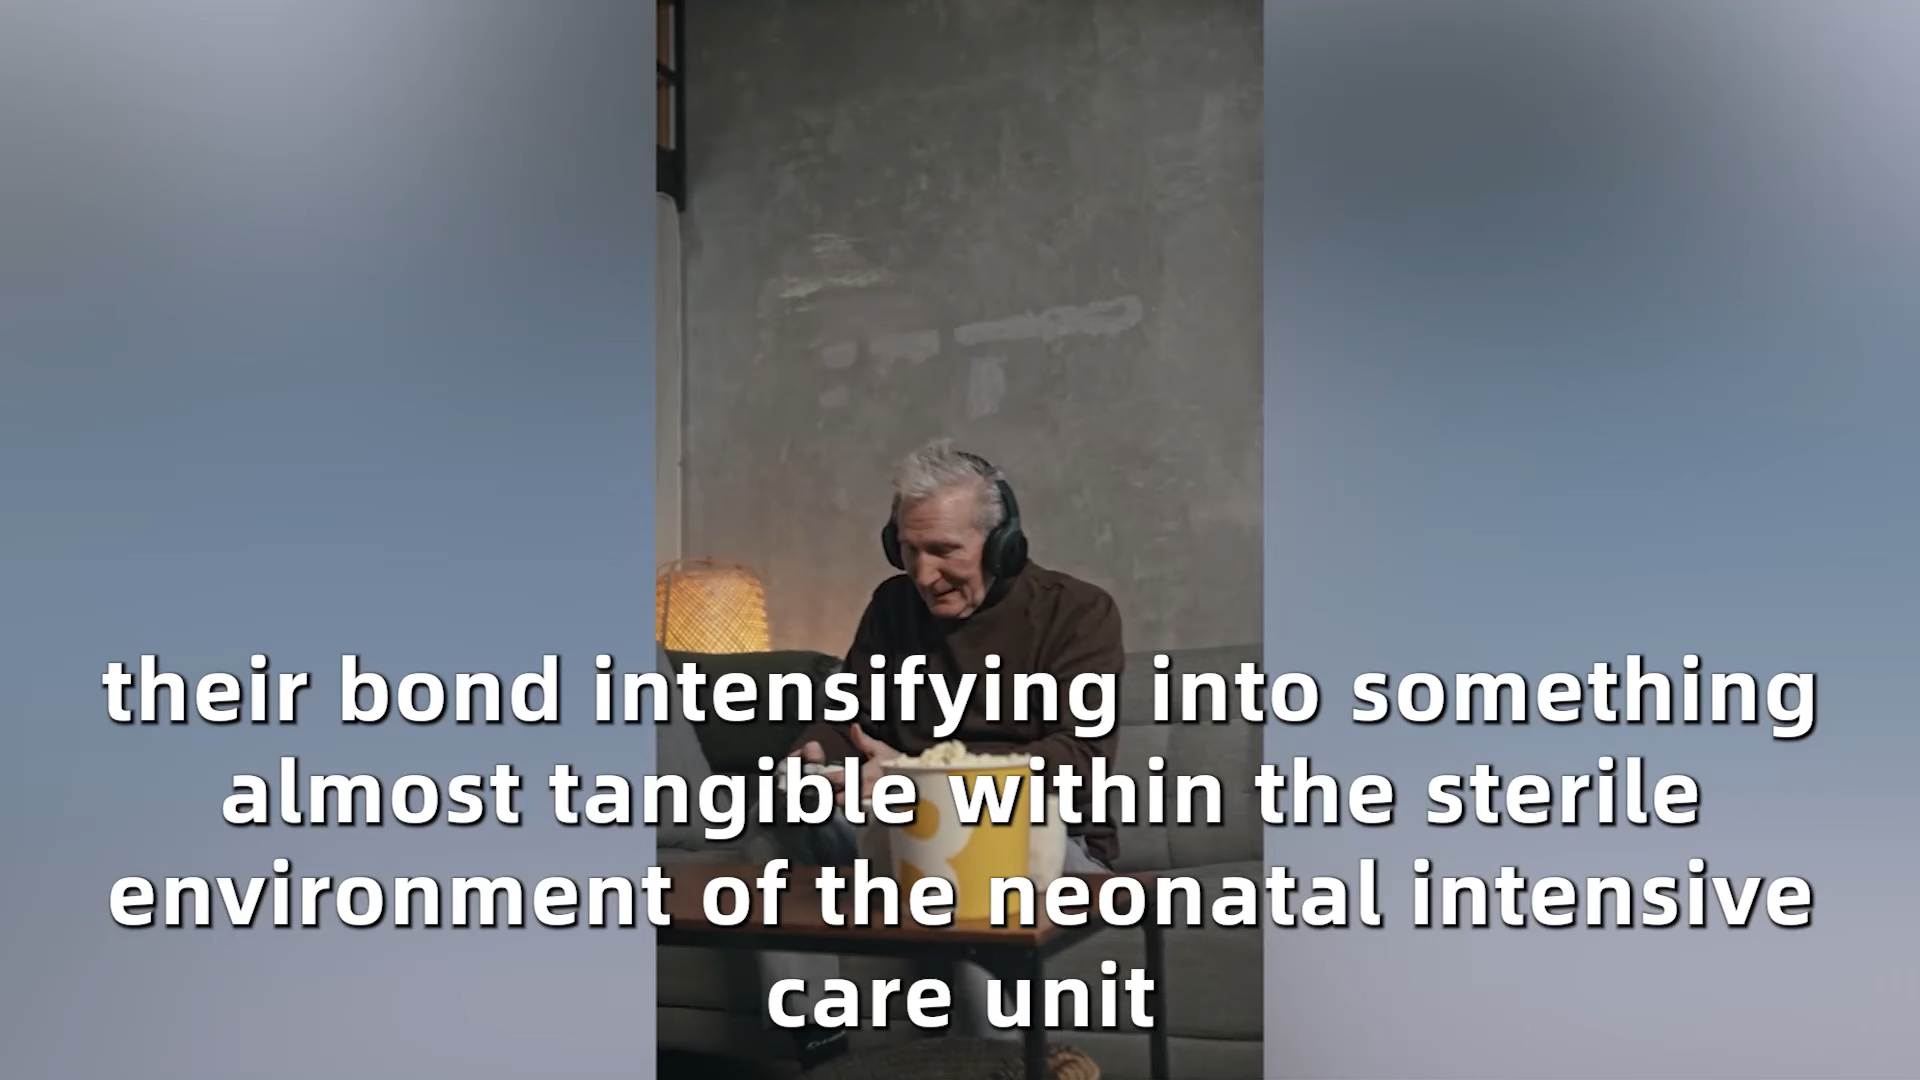 their bond intensifying into something
almost tangible within the sterile
environment of the neonatal intensive
care unit